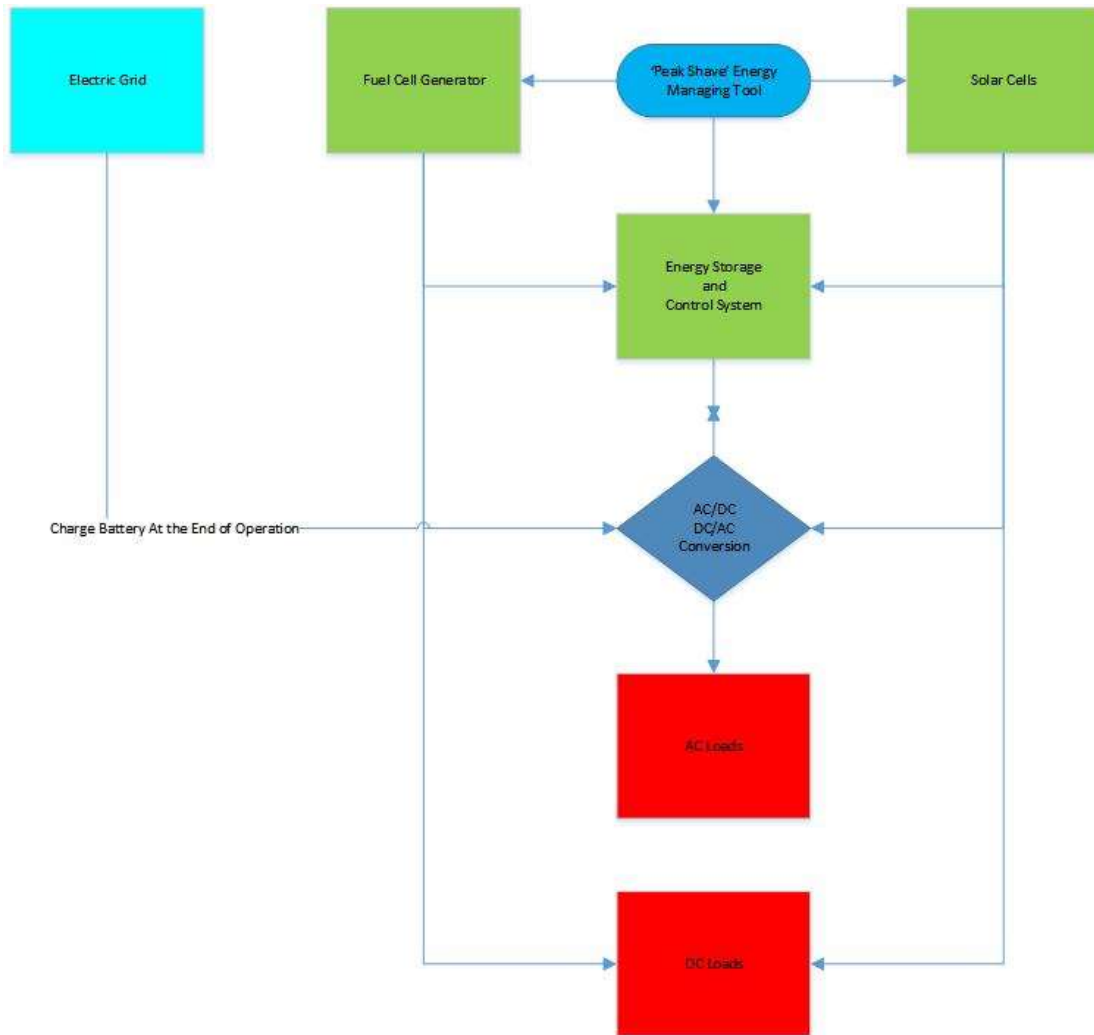 Electric Grid
Fuel Cell Generator
'Peak Shave' Energy
Managing Tool
Solar Cells
Energy Storage
and
Control System
Charge Battery At the End of Operation
AC/DC
DC/AC
Conversion
AC Loads
DC Loads